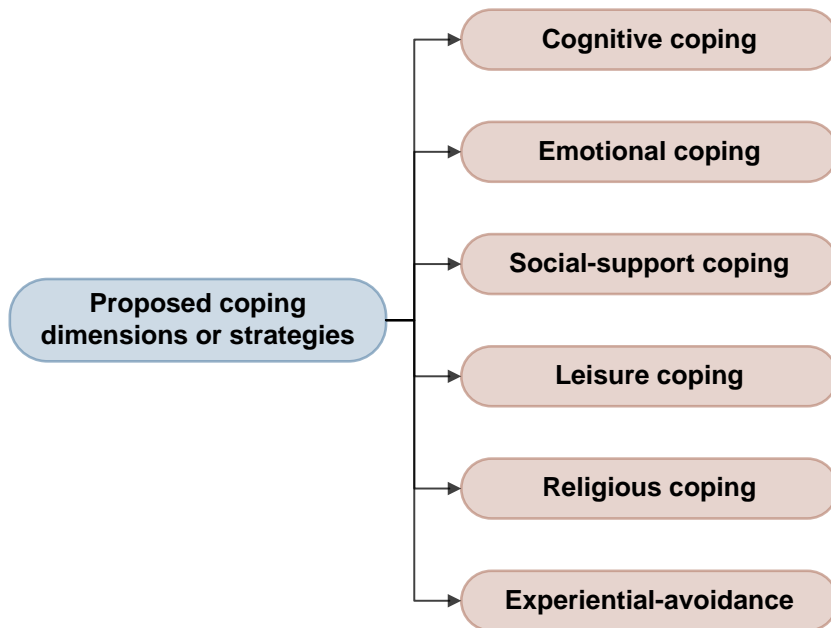 Cognitive coping
Emotional coping
Social-support coping
Proposed coping
dimensions or strategies
Leisure coping
Religious coping
Experiential-avoidance